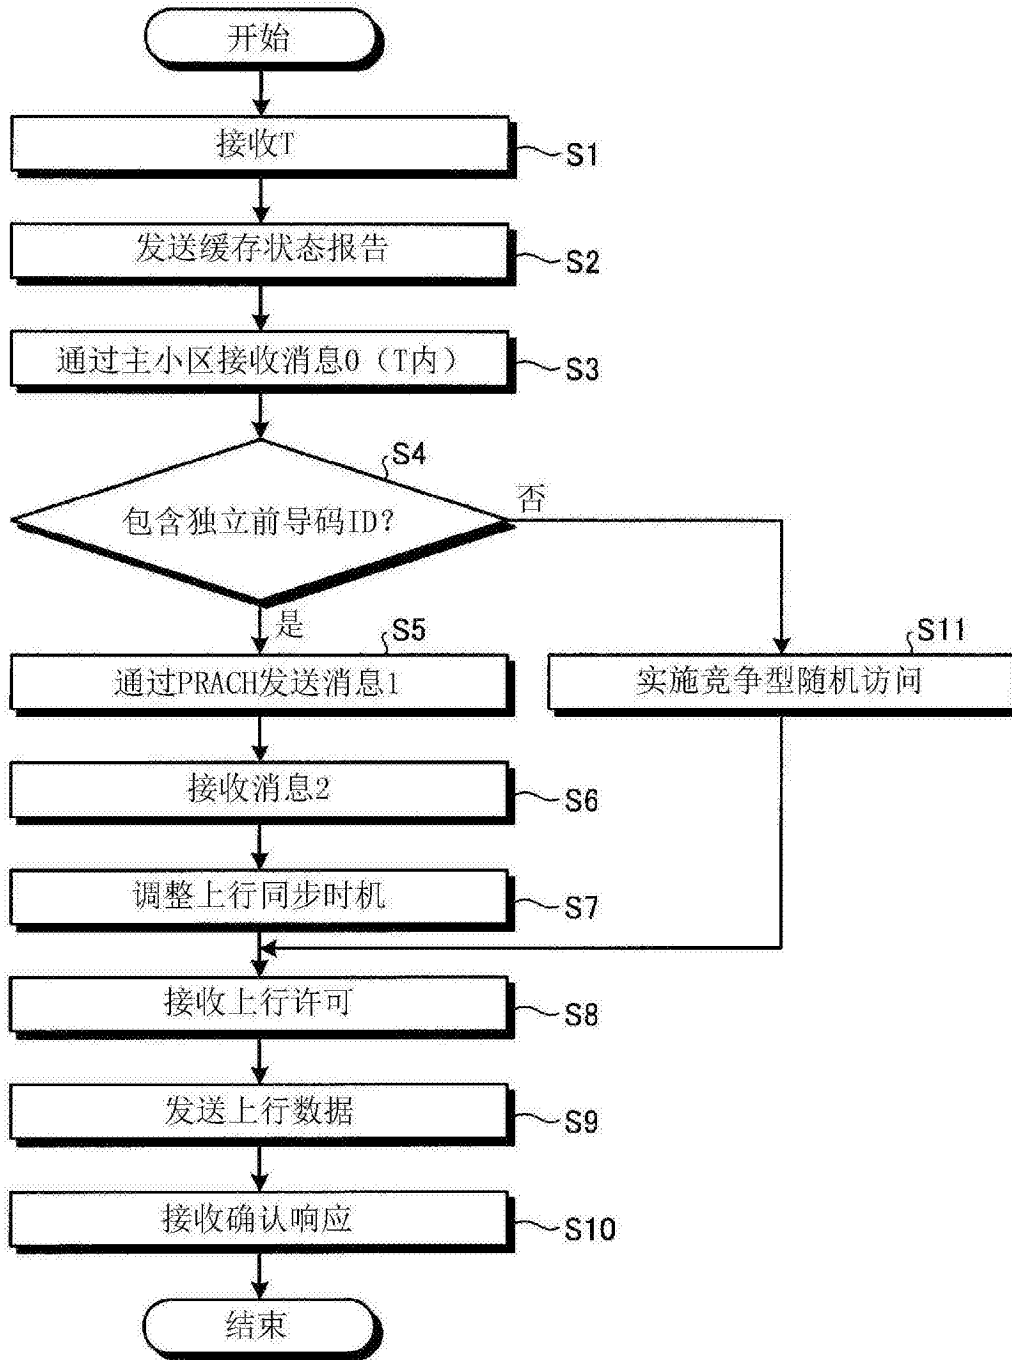 开始
接收T
S1
发送缓存状态报告
S2
通过主小区接收消息0（T内）
S3
S4
包含独立前导码ID?
否
是
S5
通过PRACH发送消息1
S11
实施竞争型随机访问
接收消息2
S6
调整上行同步时机
S7
接收上行许可
S8
发送上行数据
S9
接收确认响应
S10
结束